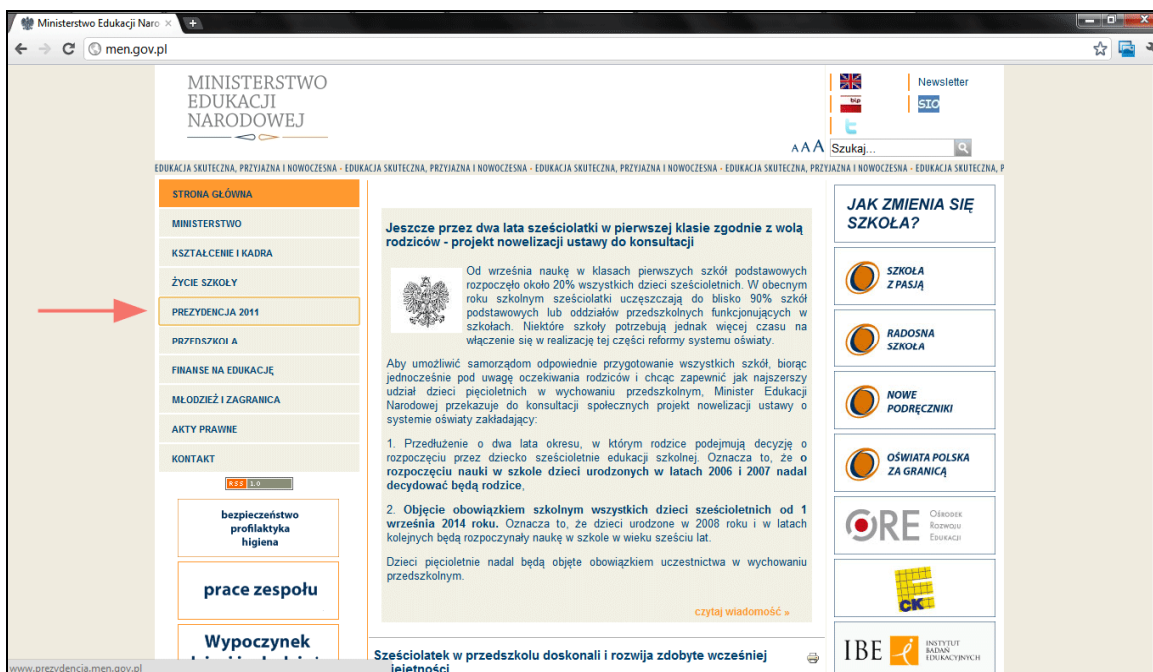 Ministerstwo Edukacji Naro
men.gov.pl
MINISTERSTWO
EDUKACJI
NARODOWEJ
Newsletter
bip
SIO
A A A
Szukaj...
EDUKACJA SKUTECZNA, PRZYJAZNA I NOWOCZESNA - EDUKACJA SKUTECZNA, PRZYJAZNA I NOWOCZESNA - EDUKACJA SKUTECZNA, PRZYJAZNA I NOWOCZESNA - EDUKACJA SKUTECZNA, PRZYJAZNA I NOWOCZESNA - EDUKACJA SKUTECZNA, P
STRONA GŁÓWNA
MINISTERSTWO
KSZTAŁCENIE I KADRA
ŻYCIE SZKOŁY
PREZYDENCJA 2011
PRZEDSZKOLA
FINANSE NA EDUKACJĘ
MŁODZIEŻ I ZAGRANICA
AKTY PRAWNE
KONTAKT
RSS 1.0
bezpieczeństwo
profilaktyka
higiena
prace zespołu
Wypoczynek
www.prezydencja.men.gov.pl
Jeszcze przez dwa lata sześciolatki w pierwszej klasie zgodnie z wolą
rodziców - projekt nowelizacji ustawy do konsultacji
Od września naukę w klasach pierwszych szkół podstawowych
rozpoczęło około 20% wszystkich dzieci sześcioletnich. W obecnym
roku szkolnym sześciolatki uczęszczają do blisko 90% szkół
podstawowych lub oddziałów przedszkolnych funkcjonujących w
szkołach. Niektóre szkoły potrzebują jednak więcej czasu na
włączenie się w realizację tej części reformy systemu oświaty.
Aby umożliwić samorządom odpowiednie przygotowanie wszystkich szkół, biorąc
jednocześnie pod uwagę oczekiwania rodziców i chcąc zapewnić jak najszerszy
udział dzieci pięcioletnich w wychowaniu przedszkolnym, Minister Edukacji
Narodowej przekazuje do konsultacji społecznych projekt nowelizacji ustawy o
systemie oświaty zakładający:
1. Przedłużenie o dwa lata okresu, w którym rodzice podejmują decyzję o
rozpoczęciu przez dziecko sześcioletnie edukacji szkolnej. Oznacza to, że o
rozpoczęciu nauki w szkole dzieci urodzonych w latach 2006 i 2007 nadal
decydować będą rodzice,
2. Objęcie obowiązkiem szkolnym wszystkich dzieci sześcioletnich od 1
września 2014 roku. Oznacza to, że dzieci urodzone w 2008 roku i w latach
kolejnych będą rozpoczynały naukę w szkole w wieku sześciu lat.
Dzieci pięcioletnie nadal będą objęte obowiązkiem uczestnictwa w wychowaniu
przedszkolnym.
czytaj wiadomość »
Sześciolatek w przedszkolu doskonali i rozwija zdobyte wcześniej
JAK ZMIENIA SIĘ
SZKOŁA?
SZKOŁA
Z PASJĄ
RADOSNA
SZKOŁA
NOWE
PODRĘCZNIKI
OŚWIATA POLSKA
ZA GRANICĄ
ORE
OŚRODEK
ROZWOJU
EDUKACJI
CKE
IBE
INSTYTUT
BADAŃ
EDUKACYJNYCH